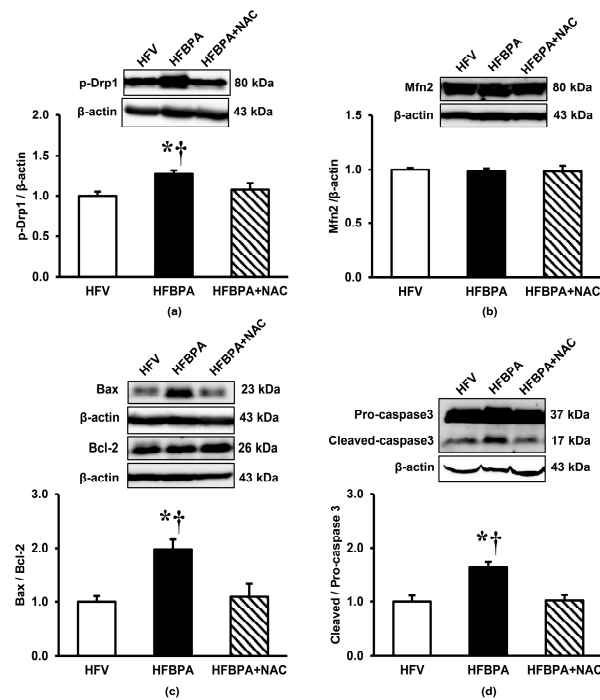 HFV HFBPA HFBPA+NAC
p-Drp1 80 kDa
β-actin 43 kDa
2.0
1.5
1.0
0.5
0.0
p-Drp1 / β-actin
*†
HFV HFBPA HFBPA+NAC
(a)
HFV HFBPA HFBPA+NAC
Mfn2 80 kDa
β-actin 43 kDa
1.5
1.0
0.5
0.0
Mfn2 /β-actin
HFV HFBPA HFBPA+NAC
(b)
HFV HFBPA HFBPA+NAC
Bax 23 kDa
β-actin 43 kDa
Bcl-2 26 kDa
β-actin 43 kDa
3.0
2.0
1.0
0.0
Bax / Bcl-2
*†
HFV HFBPA HFBPA+NAC
(c)
HFV HFBPA HFBPA+NAC
Pro-caspase3 37 kDa
Cleaved-caspase3 17 kDa
β-actin 43 kDa
3.0
2.0
1.0
0.0
Cleaved / Pro-caspase 3
*†
HFV HFBPA HFBPA+NAC
(d)